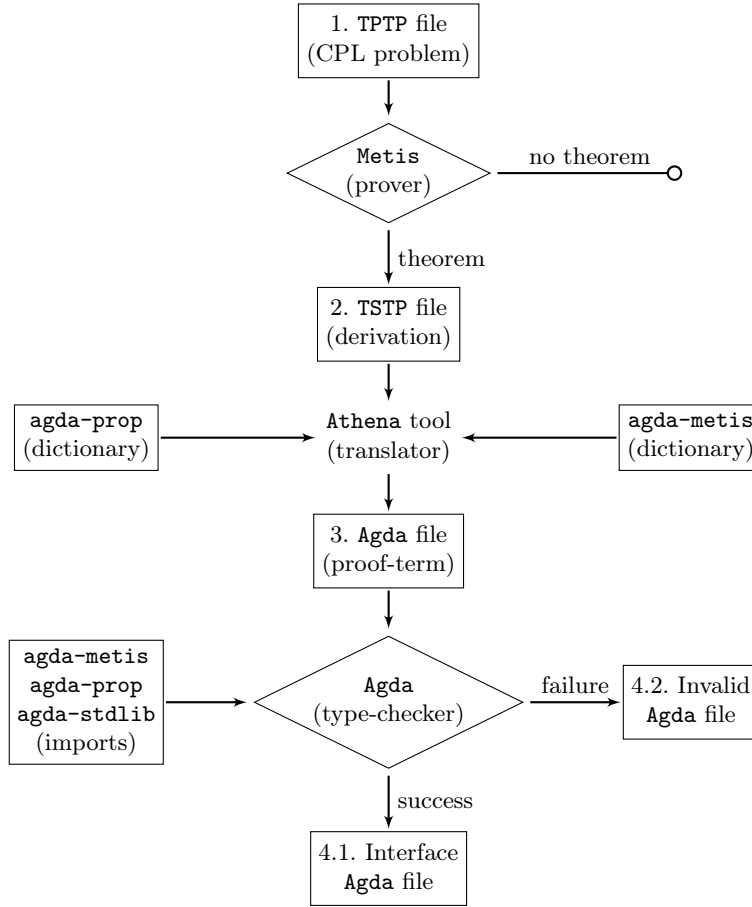 1. TPTP file
(CPL problem)
Metis
(prover)
no theorem
theorem
2. TSTP file
(derivation)
agda-prop
(dictionary)
Athena tool
(translator)
agda-metis
(dictionary)
3. Agda file
(proof-term)
agda-metis
agda-prop
agda-stdlib
(imports)
Agda
(type-checker)
failure
4.2. Invalid
Agda file
success
4.1. Interface
Agda file